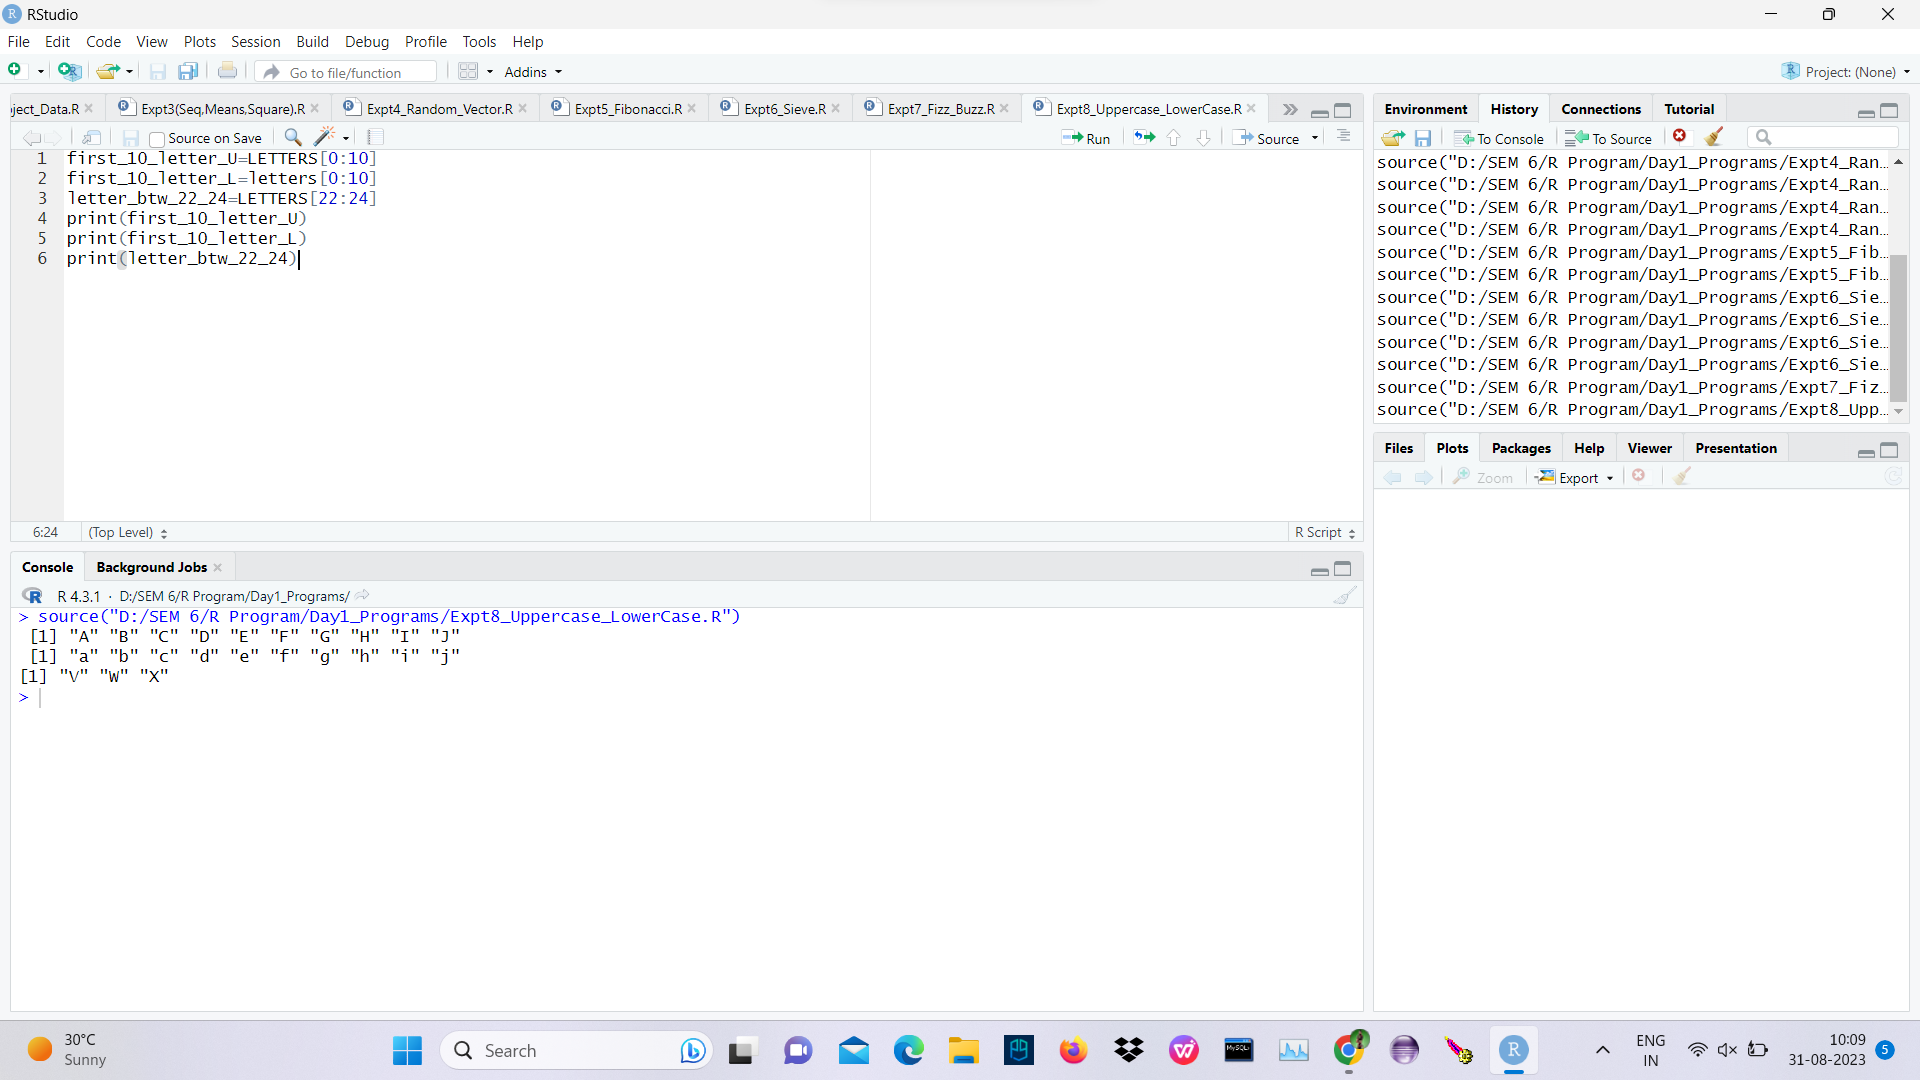 RStudio
File Edit Code View Plots Session Build Debug Profile Tools Help
Go to file/function Addins Project: (None)
ject_Data.R Expt3(Seq,Means,Square).R Expt4_Random_Vector.R Expt5_Fibonacci.R Expt6_Sieve.R Expt7_Fizz_Buzz.R Expt8_Uppercase_LowerCase.R
Source on Save Run Source
1 first_10_letter_U=LETTERS[0:10]
2 first_10_letter_L=letters[0:10]
3 letter_btw_22_24=LETTERS[22:24]
4 print(first_10_letter_U)
5 print(first_10_letter_L)
6 print(letter_btw_22_24)
6:24 (Top Level) R Script
Console Background Jobs
R 4.3.1 · D:/SEM 6/R Program/Day1_Programs/
> source("D:/SEM 6/R Program/Day1_Programs/Expt8_Uppercase_LowerCase.R")
[1] "A" "B" "C" "D" "E" "F" "G" "H" "I" "J"
[1] "a" "b" "c" "d" "e" "f" "g" "h" "i" "j"
[1] "V" "W" "X"
>
Environment History Connections Tutorial
To Console To Source
source("D:/SEM 6/R Program/Day1_Programs/Expt4_Ran…
source("D:/SEM 6/R Program/Day1_Programs/Expt4_Ran…
source("D:/SEM 6/R Program/Day1_Programs/Expt4_Ran…
source("D:/SEM 6/R Program/Day1_Programs/Expt4_Ran…
source("D:/SEM 6/R Program/Day1_Programs/Expt5_Fib…
source("D:/SEM 6/R Program/Day1_Programs/Expt5_Fib…
source("D:/SEM 6/R Program/Day1_Programs/Expt6_Sie…
source("D:/SEM 6/R Program/Day1_Programs/Expt6_Sie…
source("D:/SEM 6/R Program/Day1_Programs/Expt6_Sie…
source("D:/SEM 6/R Program/Day1_Programs/Expt6_Sie…
source("D:/SEM 6/R Program/Day1_Programs/Expt7_Fiz…
source("D:/SEM 6/R Program/Day1_Programs/Expt8_Upp…
Files Plots Packages Help Viewer Presentation
Zoom Export
30°C
Sunny
Search
MySQL
ENG
IN
10:09
31-08-2023
5